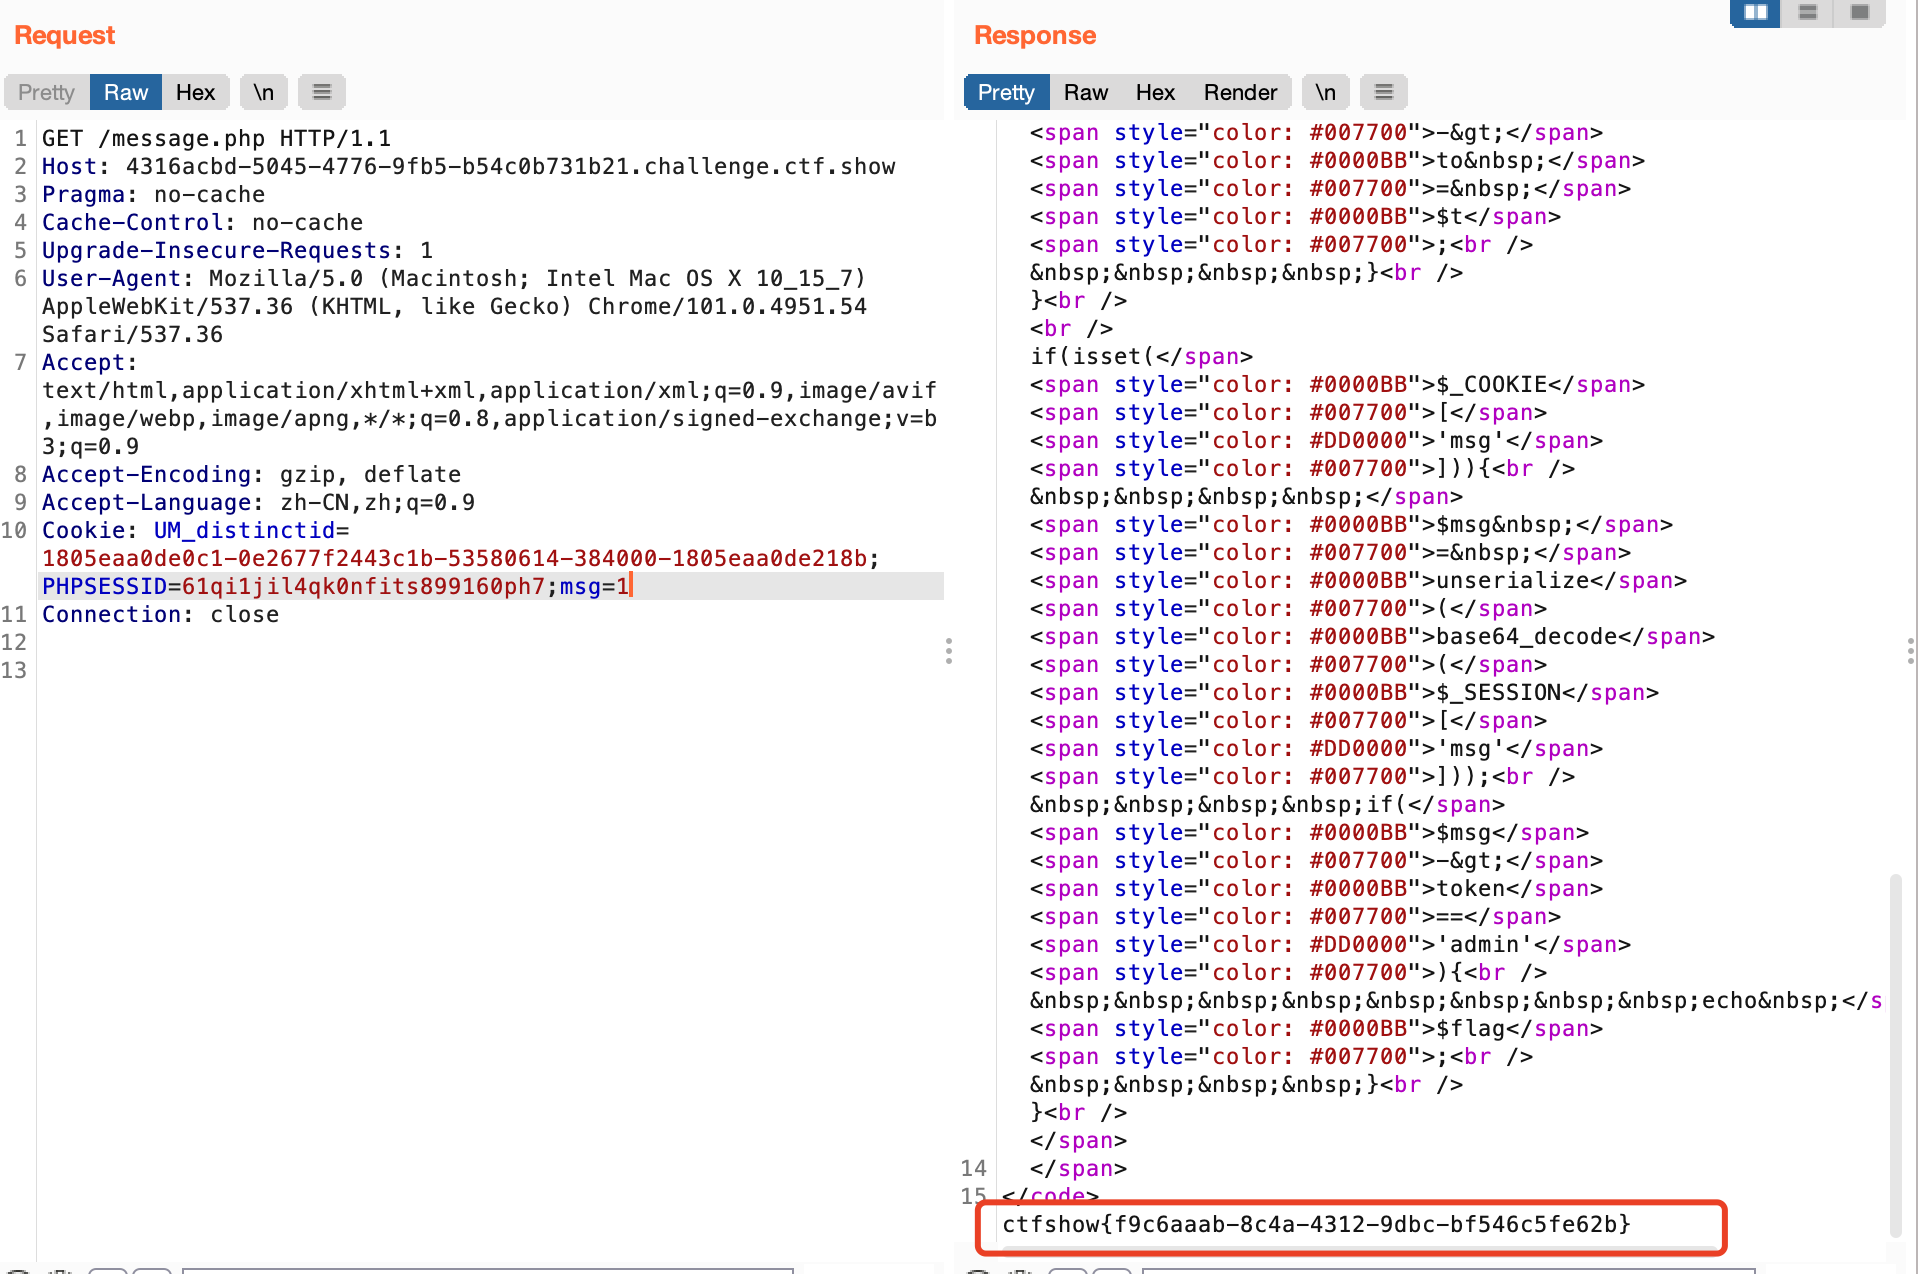 Request
Pretty Raw Hex \n
1 GET /message.php HTTP/1.1
2 Host: 4316acbd-5045-4776-9fb5-b54c0b731b21.challenge.ctf.show
3 Pragma: no-cache
4 Cache-Control: no-cache
5 Upgrade-Insecure-Requests: 1
6 User-Agent: Mozilla/5.0 (Macintosh; Intel Mac OS X 10_15_7)
AppleWebKit/537.36 (KHTML, like Gecko) Chrome/101.0.4951.54
Safari/537.36
7 Accept:
text/html,application/xhtml+xml,application/xml;q=0.9,image/avif
,image/webp,image/apng,*/*;q=0.8,application/signed-exchange;v=b
3;q=0.9
8 Accept-Encoding: gzip, deflate
9 Accept-Language: zh-CN,zh;q=0.9
10 Cookie: UM_distinctid=
1805eaa0de0c1-0e2677f2443c1b-53580614-384000-1805eaa0de218b;
PHPSESSID=61qi1jil4qk0nfits899160ph7;msg=1
11 Connection: close
12
13
Response
Pretty Raw Hex Render \n
<span style="color: #007700">-&gt;</span>
<span style="color: #0000BB">to&nbsp;</span>
<span style="color: #007700">=&nbsp;</span>
<span style="color: #0000BB">$t</span>
<span style="color: #007700">;<br />
&nbsp;&nbsp;&nbsp;&nbsp;}<br />
}<br />
<br />
if(isset(</span>
<span style="color: #0000BB">$_COOKIE</span>
<span style="color: #007700">[</span>
<span style="color: #DD0000">'msg'</span>
<span style="color: #007700">])){<br />
&nbsp;&nbsp;&nbsp;&nbsp;</span>
<span style="color: #0000BB">$msg&nbsp;</span>
<span style="color: #007700">=&nbsp;</span>
<span style="color: #0000BB">unserialize</span>
<span style="color: #007700">(</span>
<span style="color: #0000BB">base64_decode</span>
<span style="color: #007700">(</span>
<span style="color: #0000BB">$_SESSION</span>
<span style="color: #007700">[</span>
<span style="color: #DD0000">'msg'</span>
<span style="color: #007700">]));<br />
&nbsp;&nbsp;&nbsp;&nbsp;if(</span>
<span style="color: #0000BB">$msg</span>
<span style="color: #007700">-&gt;</span>
<span style="color: #0000BB">token</span>
<span style="color: #007700">==</span>
<span style="color: #DD0000">'admin'</span>
<span style="color: #007700">){<br />
&nbsp;&nbsp;&nbsp;&nbsp;&nbsp;&nbsp;&nbsp;&nbsp;echo&nbsp;</s
<span style="color: #0000BB">$flag</span>
<span style="color: #007700">;<br />
&nbsp;&nbsp;&nbsp;&nbsp;}<br />
}<br />
</span>
14 </span>
15 </code>
ctfshow{f9c6aaab-8c4a-4312-9dbc-bf546c5fe62b}